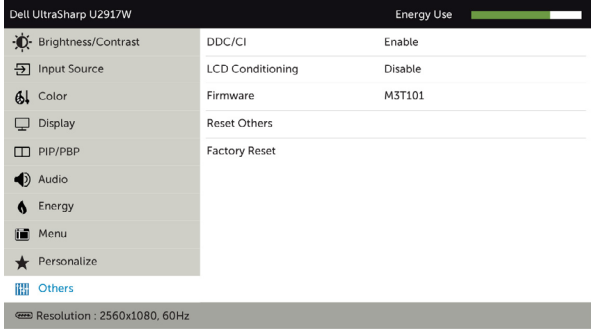 Dell UltraSharp U2917W Energy Use
Brightness/Contrast DDC/CI Enable
Input Source LCD Conditioning Disable
Color Firmware M3T101
Display Reset Others
PIP/PBP Factory Reset
Audio
Energy
Menu
Personalize
Others
Resolution : 2560x1080, 60Hz